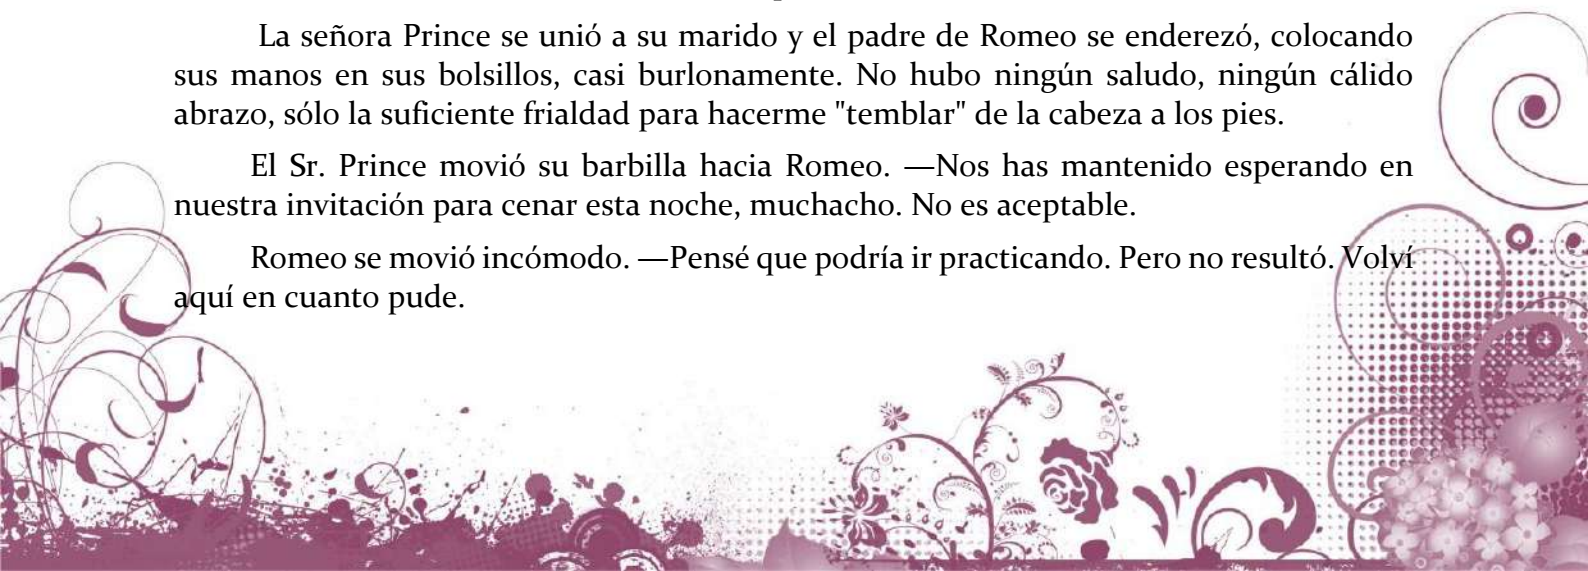 La señora Prince se unió a su marido y el padre de Romeo se enderezó, colocando
sus manos en sus bolsillos, casi burlonamente. No hubo ningún saludo, ningún cálido
abrazo, sólo la suficiente frialdad para hacerme "temblar" de la cabeza a los pies.
El Sr. Prince movió su barbilla hacia Romeo. —Nos has mantenido esperando en
nuestra invitación para cenar esta noche, muchacho. No es aceptable.
Romeo se movió incómodo. —Pensé que podría ir practicando. Pero no resultó. Volví
aquí en cuanto pude.